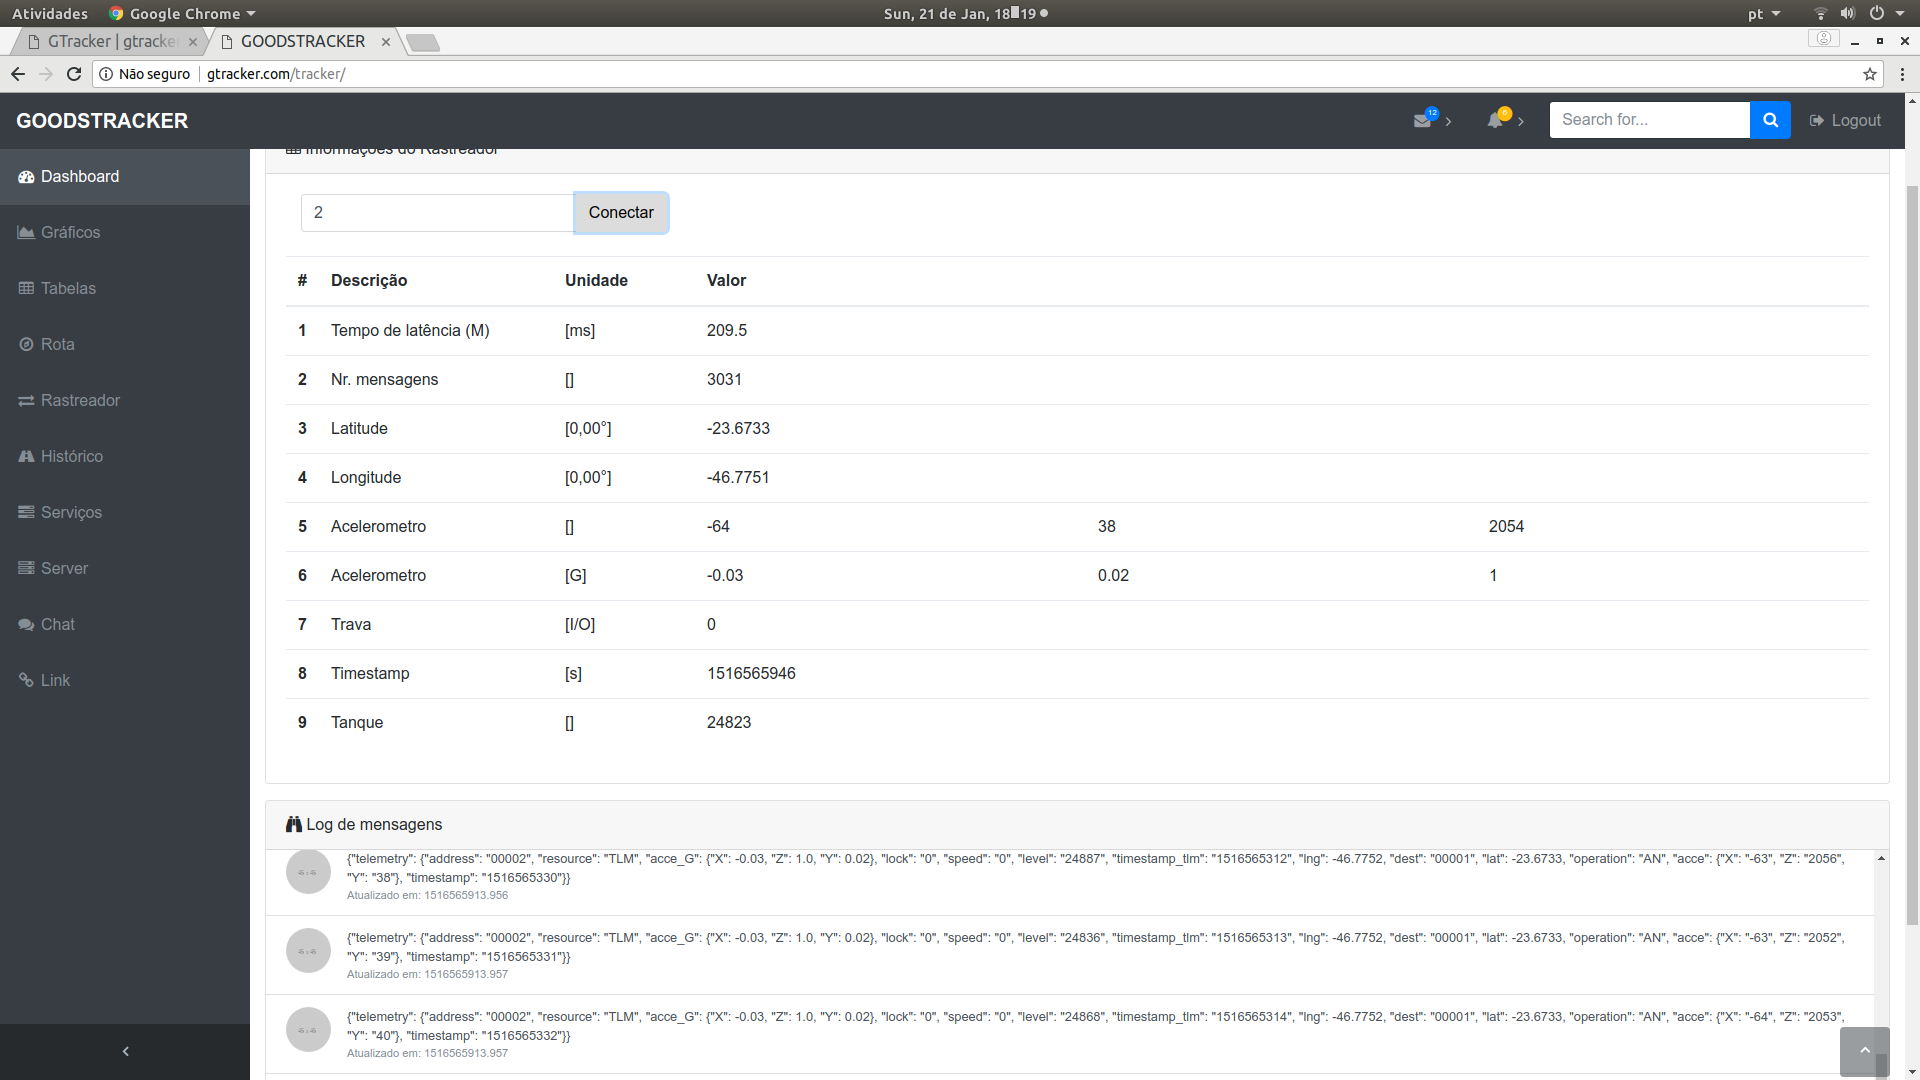 Atividades Google Chrome Sun, 21 de Jan, 18 19 pt
GTracker | gtracke GOODSTRACKER
Não seguro gtracker.com/tracker/
GOODSTRACKER 12 6 Search for... Logout
Informações do Rastreador
Dashboard
Gráficos
Tabelas
Rota
Rastreador
Histórico
Serviços
Server
Chat
Link
2 Conectar
# Descrição Unidade Valor
1 Tempo de latência (M) [ms] 209.5
2 Nr. mensagens [] 3031
3 Latitude [0,00°] -23.6733
4 Longitude [0,00°] -46.7751
5 Acelerometro [] -64 38 2054
6 Acelerometro [G] -0.03 0.02 1
7 Trava [I/O] 0
8 Timestamp [s] 1516565946
9 Tanque [] 24823
Log de mensagens
{"telemetry": {"address": "00002", "resource": "TLM", "acce_G": {"X": -0.03, "Z": 1.0, "Y": 0.02}, "lock": "0", "speed": "0", "level": "24887", "timestamp_tlm": "1516565312", "lng": -46.7752, "dest": "00001", "lat": -23.6733, "operation": "AN", "acce": {"X": "-63", "Z": "2056",
"Y": "38"}, "timestamp": "1516565330"}}
Atualizado em: 1516565913.956
{"telemetry": {"address": "00002", "resource": "TLM", "acce_G": {"X": -0.03, "Z": 1.0, "Y": 0.02}, "lock": "0", "speed": "0", "level": "24836", "timestamp_tlm": "1516565313", "lng": -46.7752, "dest": "00001", "lat": -23.6733, "operation": "AN", "acce": {"X": "-63", "Z": "2052",
"Y": "39"}, "timestamp": "1516565331"}}
Atualizado em: 1516565913.957
{"telemetry": {"address": "00002", "resource": "TLM", "acce_G": {"X": -0.03, "Z": 1.0, "Y": 0.02}, "lock": "0", "speed": "0", "level": "24868", "timestamp_tlm": "1516565314", "lng": -46.7752, "dest": "00001", "lat": -23.6733, "operation": "AN", "acce": {"X": "-64", "Z": "2053",
"Y": "40"}, "timestamp": "1516565332"}}
Atualizado em: 1516565913.957